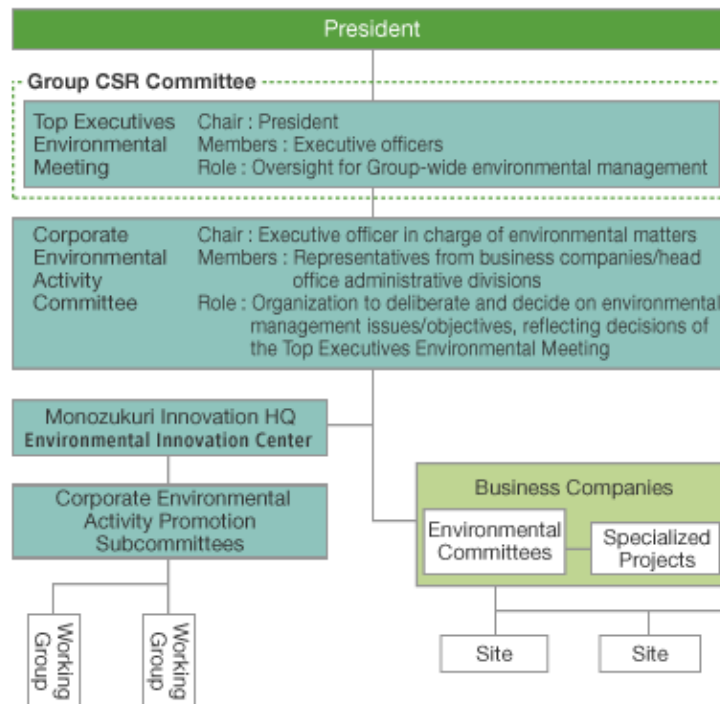 President
Group CSR Committee
Top Executives
Environmental
Meeting
Chair : President
Members : Executive officers
Role : Oversight for Group-wide environmental management
Corporate
Environmental
Activity
Committee
Chair : Executive officer in charge of environmental matters
Members : Representatives from business companies/head
office administrative divisions
Role : Organization to deliberate and decide on environmental
management issues/objectives, reflecting decisions of
the Top Executives Environmental Meeting
Monozukuri Innovation HQ
Environmental Innovation Center
Corporate Environmental
Activity Promotion
Subcommittees
Working
Group
Working
Group
Business Companies
Environmental
Committees
Specialized
Projects
Site
Site